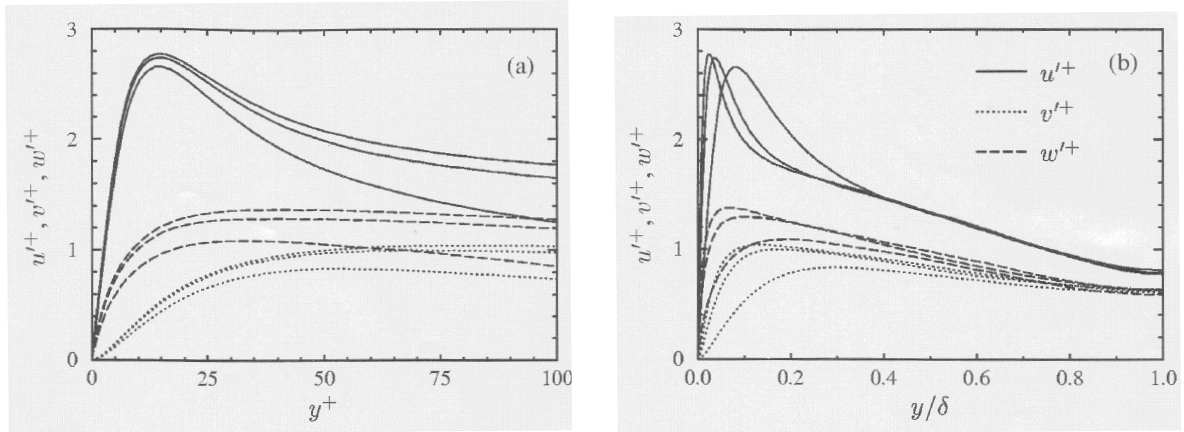 3
2
1
0
0
25
50
75
100
u′⁺, v′⁺, w′⁺
y⁺
(a)
3
2
1
0
0.0
0.2
0.4
0.6
0.8
1.0
u′⁺, v′⁺, w′⁺
y/δ
(b)
u′⁺
v′⁺
w′⁺